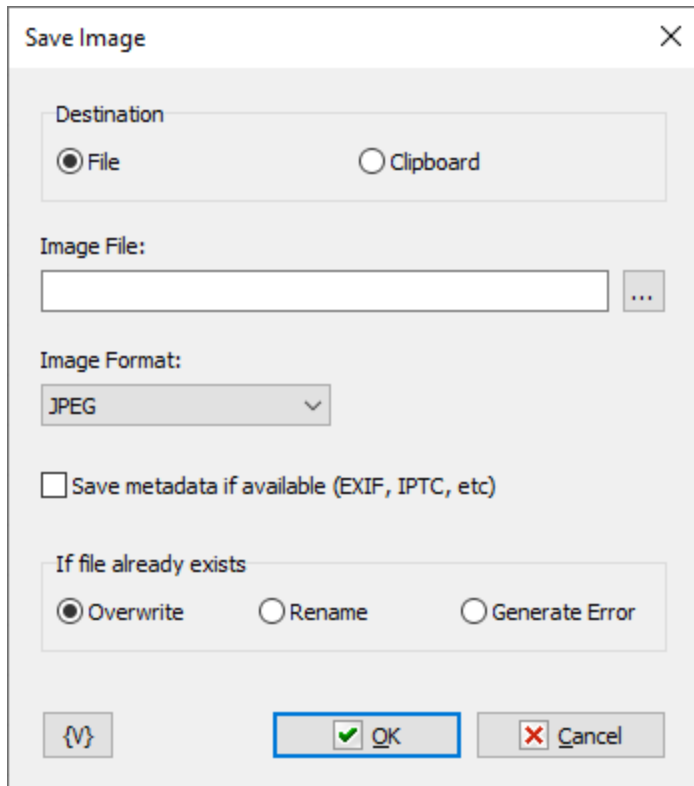 Save Image
Destination
File Clipboard
Image File:
...
Image Format:
JPEG
Save metadata if available (EXIF, IPTC, etc)
If file already exists
Overwrite Rename Generate Error
{V} OK Cancel